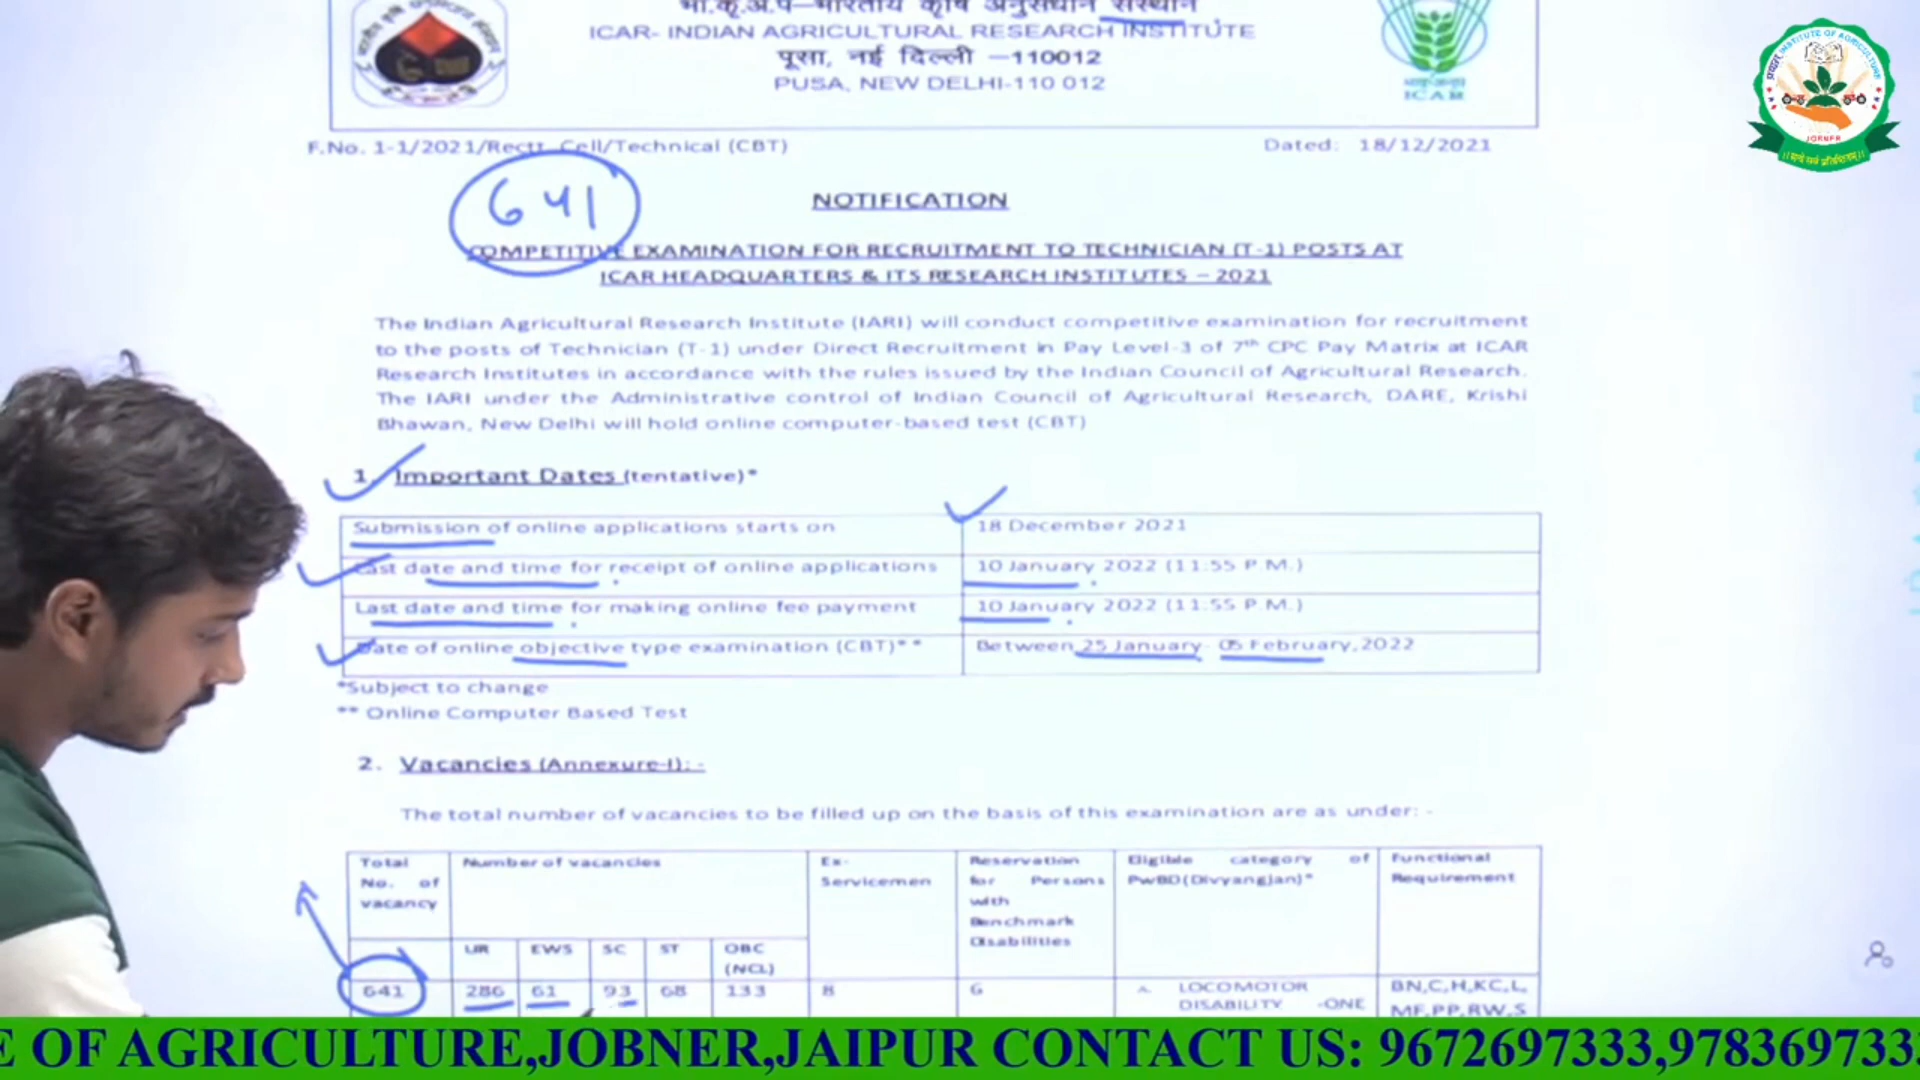 भा.कृ.अ.प–भारतीय कृषि अनुसंधान संस्थान
ICAR- INDIAN AGRICULTURAL RESEARCH INSTITUTE
पूसा, नई दिल्ली –110012
PUSA, NEW DELHI-110 012
ICAR
INSTITUTE OF AGRICULTURE
JOBNER
F.No. 1-1/2021/Rectt. Cell/Technical (CBT)
Dated: 18/12/2021
641
NOTIFICATION
COMPETITIVE EXAMINATION FOR RECRUITMENT TO TECHNICIAN (T-1) POSTS AT
ICAR HEADQUARTERS & ITS RESEARCH INSTITUTES – 2021
The Indian Agricultural Research Institute (IARI) will conduct competitive examination for recruitment
to the posts of Technician (T-1) under Direct Recruitment in Pay Level-3 of 7th CPC Pay Matrix at ICAR
Research Institutes in accordance with the rules issued by the Indian Council of Agricultural Research.
The IARI under the Administrative control of Indian Council of Agricultural Research, DARE, Krishi
Bhawan, New Delhi will hold online computer-based test (CBT)
1. Important Dates (tentative)*
Submission of online applications starts on 18 December 2021
Last date and time for receipt of online applications 10 January 2022 (11:55 P.M.)
Last date and time for making online fee payment 10 January 2022 (11:55 P.M.)
Date of online objective type examination (CBT)** Between 25 January- 05 February,2022
*Subject to change
** Online Computer Based Test
2. Vacancies (Annexure-I): -
The total number of vacancies to be filled up on the basis of this examination are as under: -
Total No. of vacancy
Number of vacancies
Ex-Servicemen
Reservation for Persons with Benchmark Disabilities
Eligible category of PwBD(Divyangjan)*
Functional Requirement
UR EWS SC ST OBC (NCL)
641 286 61 93 68 133 8 6 A. LOCOMOTOR BN,C,H,KC,L,
DISABILITY -ONE MF,PP,RW,S
E OF AGRICULTURE,JOBNER,JAIPUR CONTACT US: 9672697333,978369733